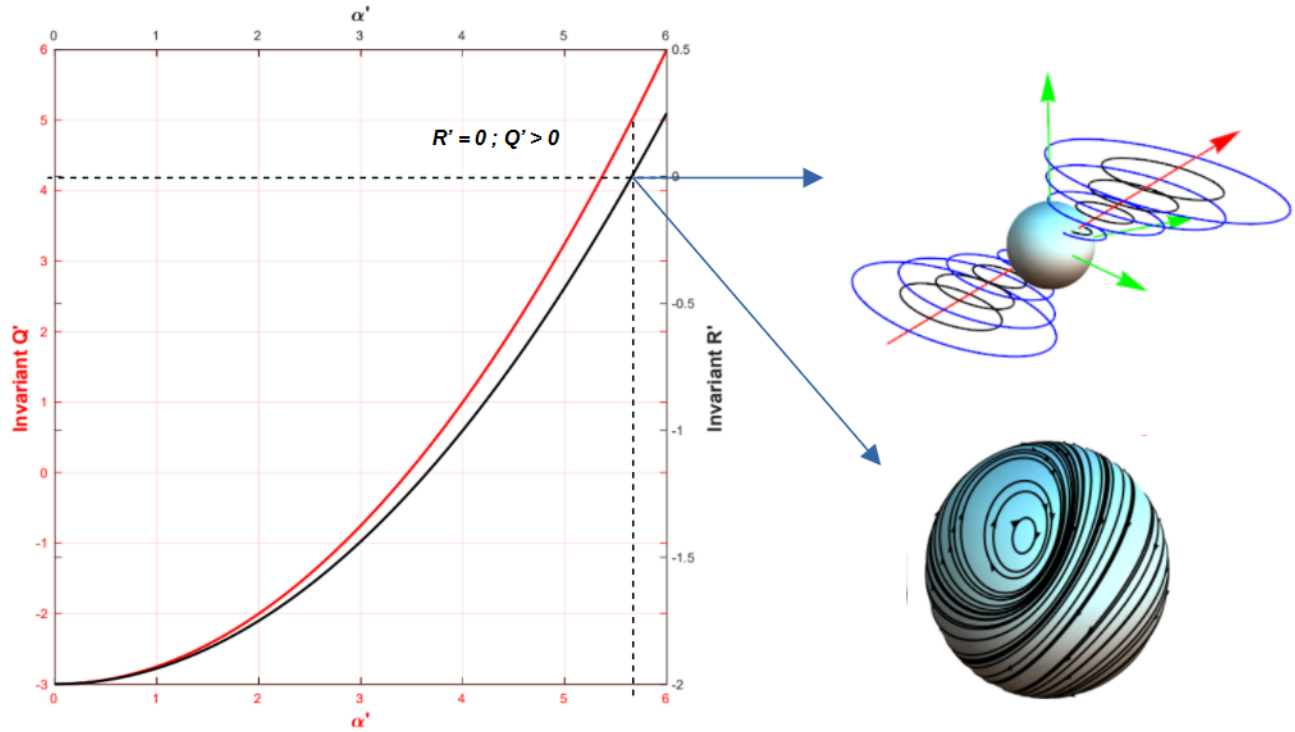 α'
0 1 2 3 4 5 6
6 0.5
5
R' = 0 ; Q' > 0
4 0
3
-0.5
2
1
-1
0
-1
-1.5
-2
-3 -2
0 1 2 3 4 5 6
α'
Invariant Q'
Invariant R'